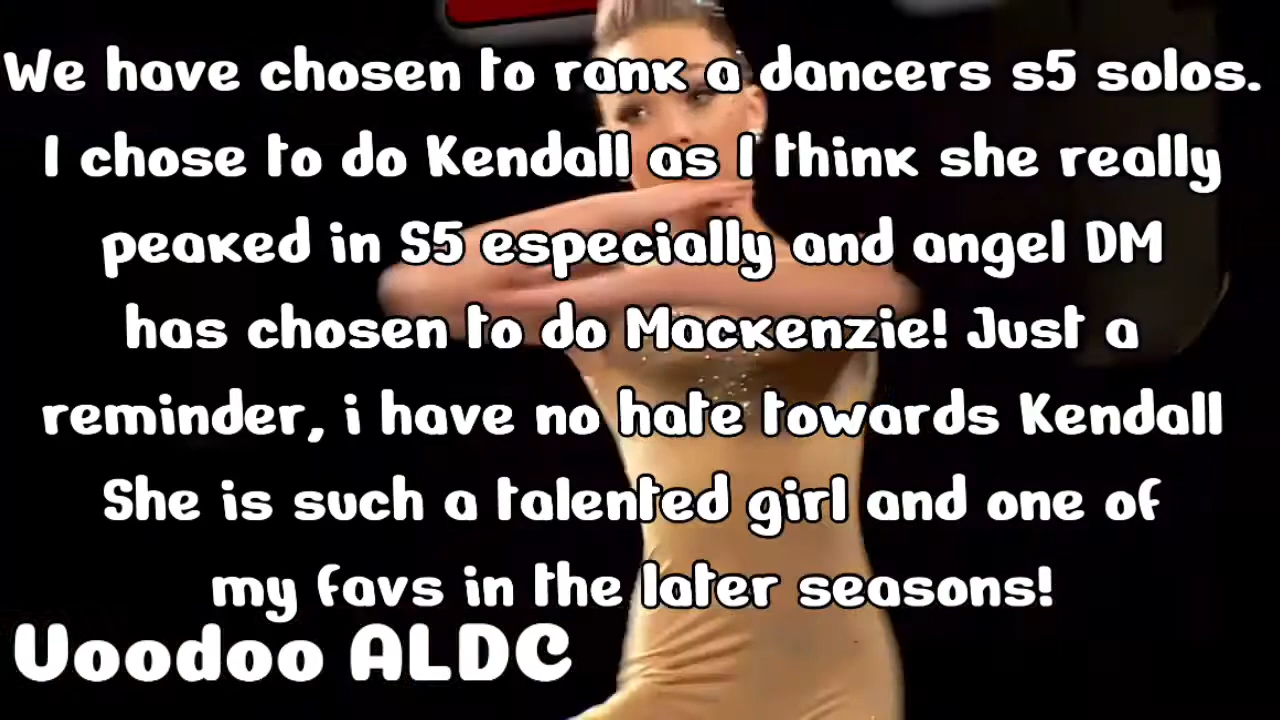 We have chosen to rank a dancers s5 solos.
I chose to do Kendall as I think she really
peaked in S5 especially and angel DM
has chosen to do Mackenzie! Just a
reminder, i have no hate towards Kendall
She is such a talented girl and one of
my favs in the later seasons!
Voodoo ALDC